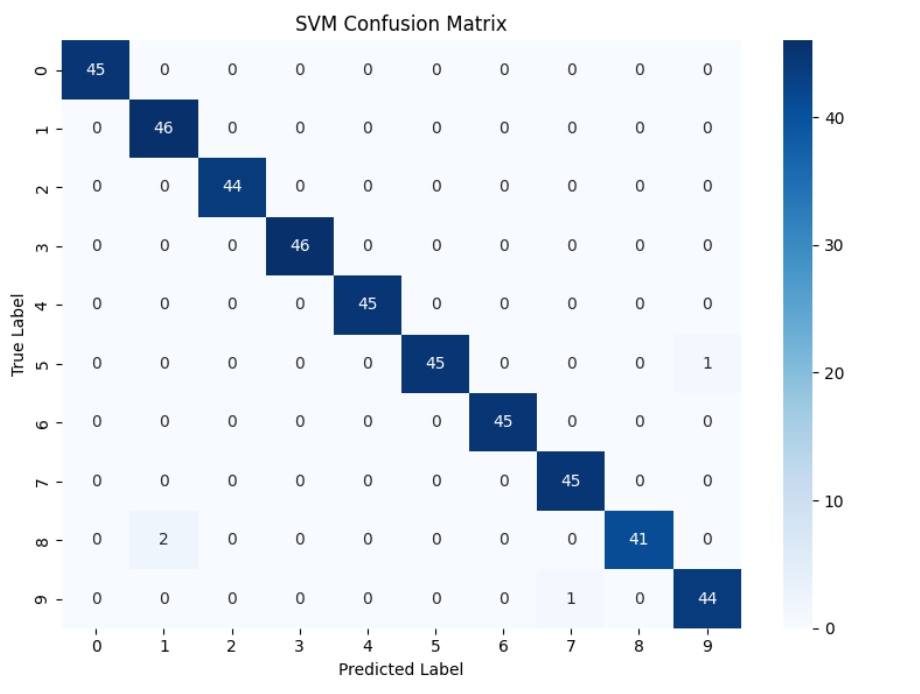 SVM Confusion Matrix
0 45 0 0 0 0 0 0 0 0 0
1 0 46 0 0 0 0 0 0 0 0
2 0 0 44 0 0 0 0 0 0 0
3 0 0 0 46 0 0 0 0 0 0
4 0 0 0 0 45 0 0 0 0 0
5 0 0 0 0 0 45 0 0 0 1
6 0 0 0 0 0 0 45 0 0 0
7 0 0 0 0 0 0 0 45 0 0
8 0 2 0 0 0 0 0 0 41 0
9 0 0 0 0 0 0 0 1 0 44
0 1 2 3 4 5 6 7 8 9
True Label
Predicted Label
40
30
20
10
0